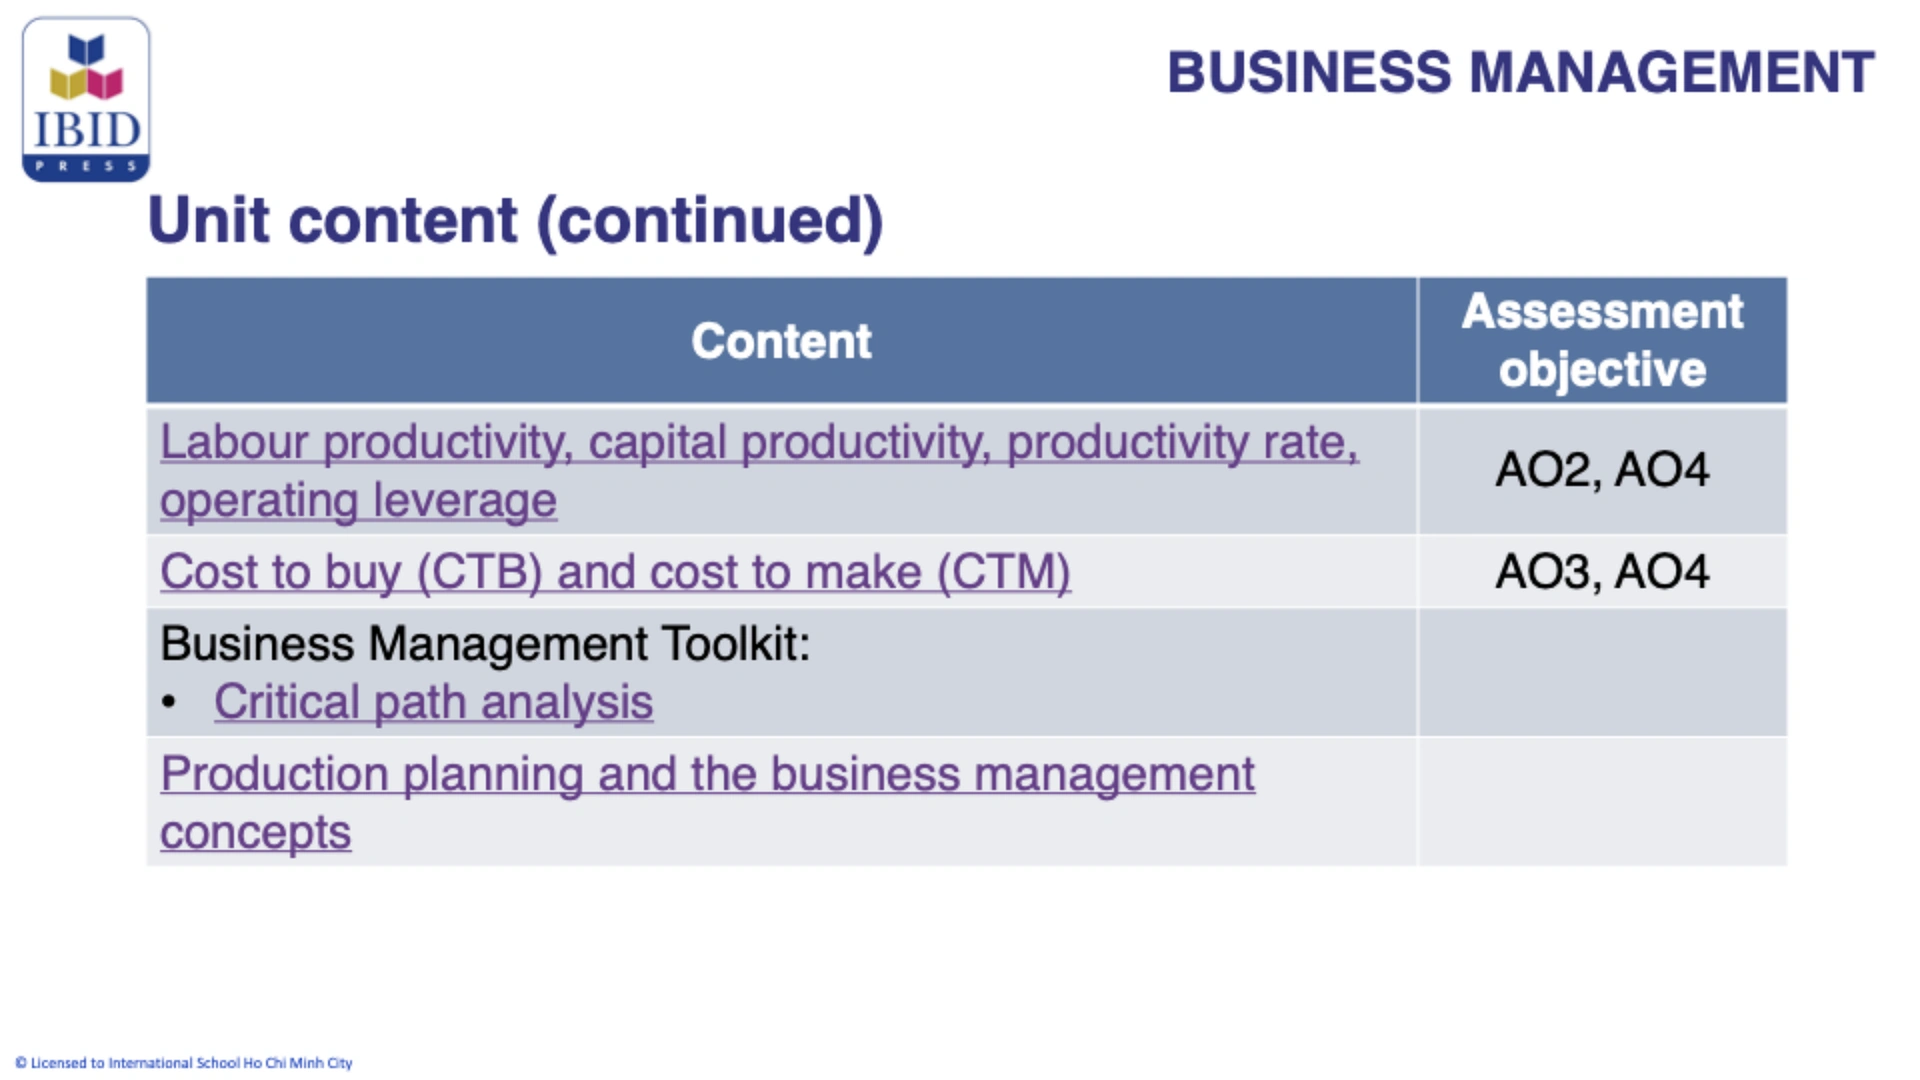 IBID
PRESS
BUSINESS MANAGEMENT
Unit content (continued)
Content
Assessment
objective
Labour productivity, capital productivity, productivity rate,
operating leverage
AO2, AO4
Cost to buy (CTB) and cost to make (CTM)
AO3, AO4
Business Management Toolkit:
• Critical path analysis
Production planning and the business management
concepts
© Licensed to International School Ho Chi Minh City